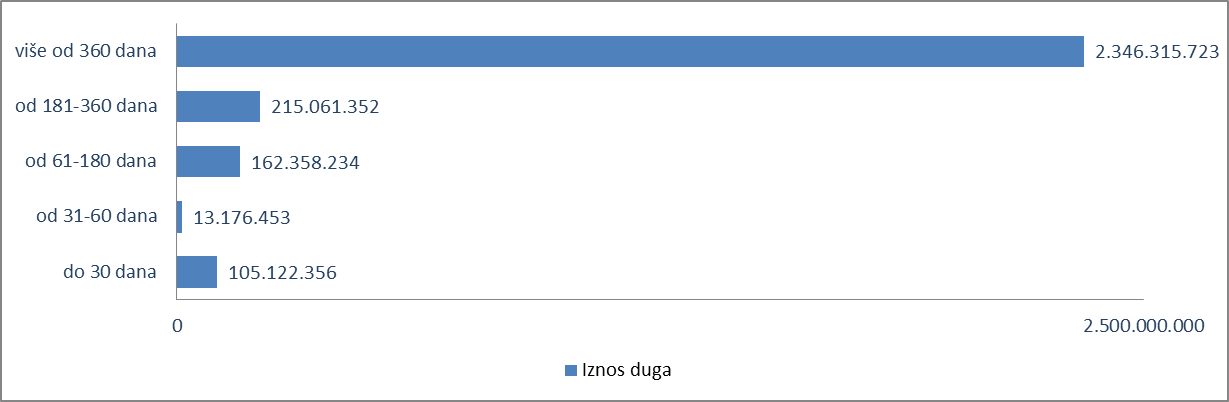 više od 360 dana 2.346.315.723
od 181-360 dana 215.061.352
od 61-180 dana 162.358.234
od 31-60 dana 13.176.453
do 30 dana 105.122.356
0 2.500.000.000
Iznos duga